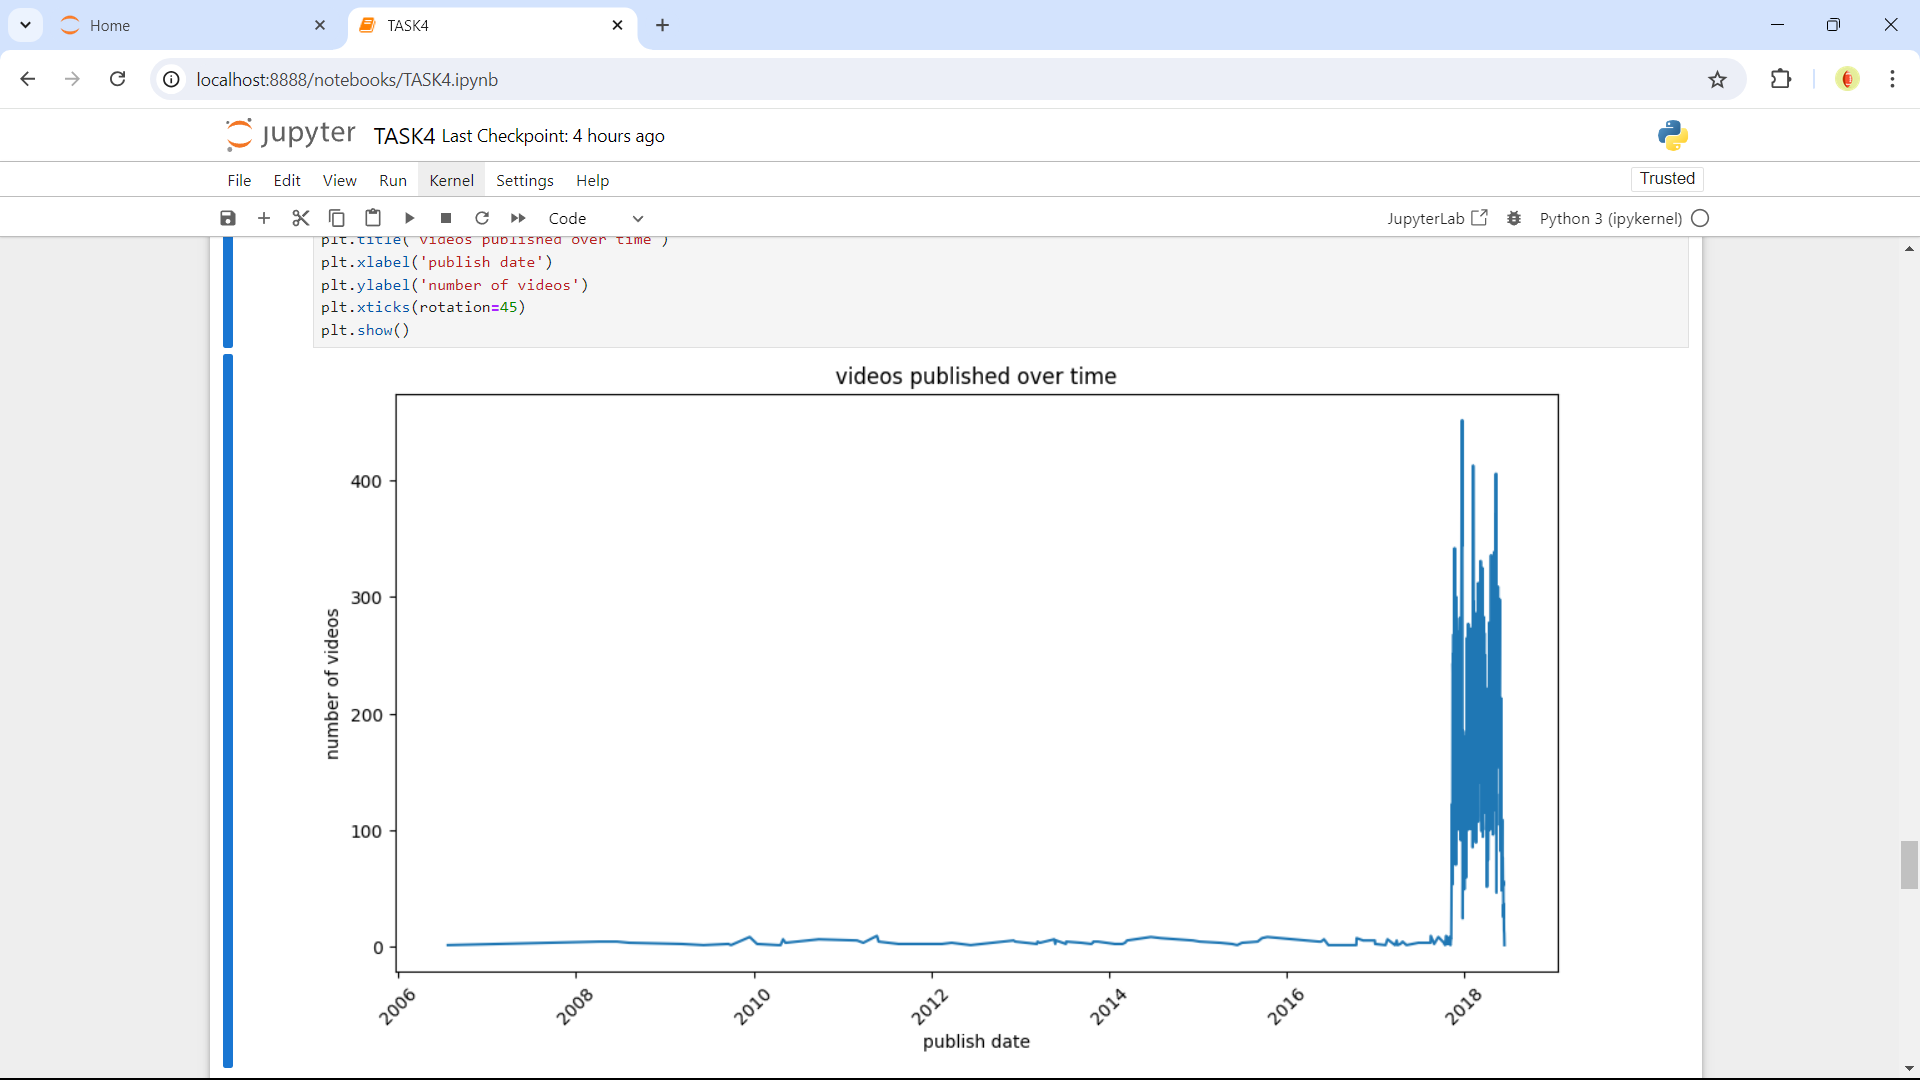 Home
TASK4
localhost:8888/notebooks/TASK4.ipynb
jupyter TASK4 Last Checkpoint: 4 hours ago
File Edit View Run Kernel Settings Help
Trusted
Code
JupyterLab
Python 3 (ipykernel)
plt.title('videos published over time')
plt.xlabel('publish date')
plt.ylabel('number of videos')
plt.xticks(rotation=45)
plt.show()
videos published over time
number of videos
400
300
200
100
0
2006 2008 2010 2012 2014 2016 2018
publish date